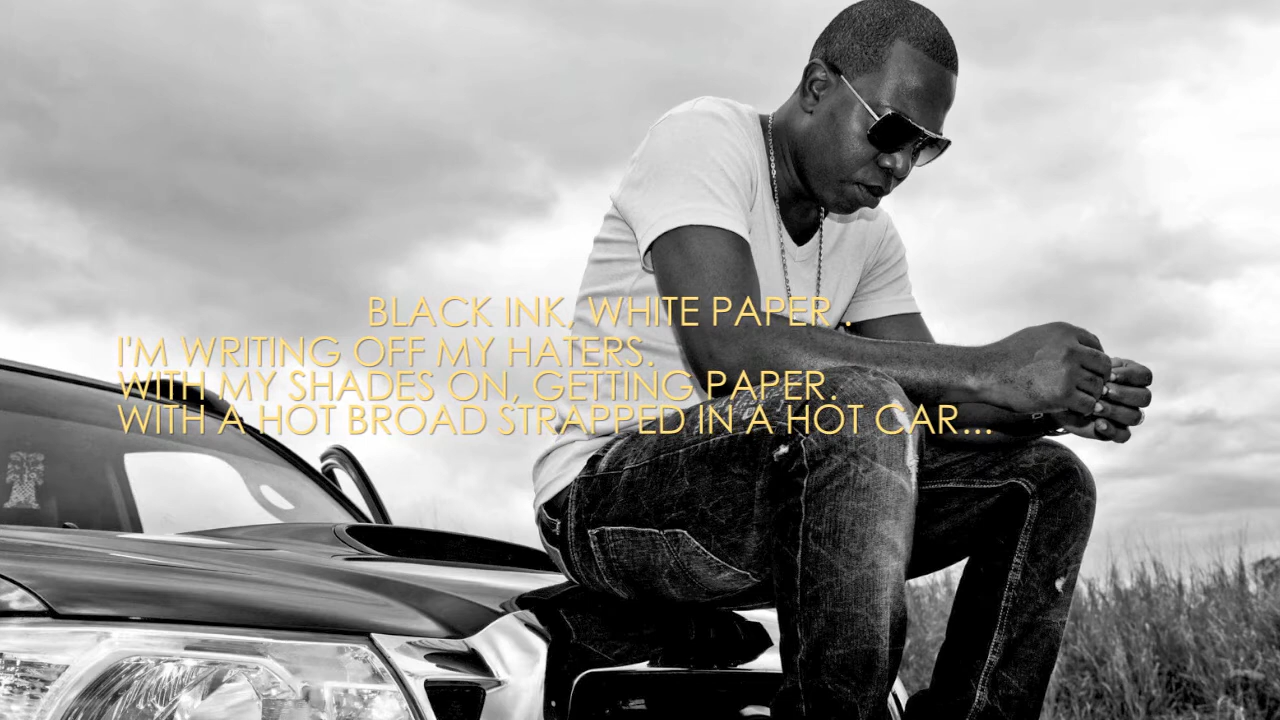 BLACK INK, WHITE PAPER .
I'M WRITING OFF MY HATERS.
WITH MY SHADES ON, GETTING PAPER.
WITH A HOT BROAD STRAPPED IN A HOT CAR...